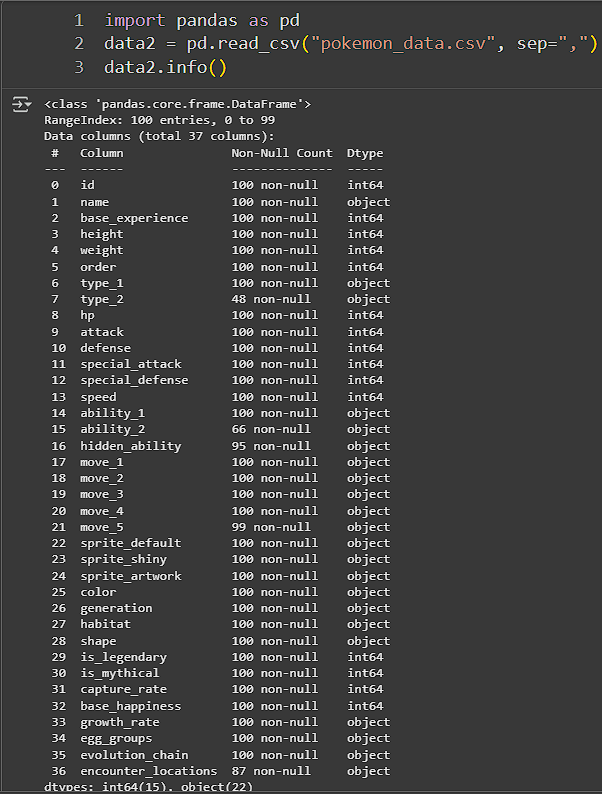 1 import pandas as pd
2 data2 = pd.read_csv("pokemon_data.csv", sep=",")
3 data2.info()
<class 'pandas.core.frame.DataFrame'>
RangeIndex: 100 entries, 0 to 99
Data columns (total 37 columns):
# Column Non-Null Count Dtype
--- ------ -------------- -----
0 id 100 non-null int64
1 name 100 non-null object
2 base_experience 100 non-null int64
3 height 100 non-null int64
4 weight 100 non-null int64
5 order 100 non-null int64
6 type_1 100 non-null object
7 type_2 48 non-null object
8 hp 100 non-null int64
9 attack 100 non-null int64
10 defense 100 non-null int64
11 special_attack 100 non-null int64
12 special_defense 100 non-null int64
13 speed 100 non-null int64
14 ability_1 100 non-null object
15 ability_2 66 non-null object
16 hidden_ability 95 non-null object
17 move_1 100 non-null object
18 move_2 100 non-null object
19 move_3 100 non-null object
20 move_4 100 non-null object
21 move_5 99 non-null object
22 sprite_default 100 non-null object
23 sprite_shiny 100 non-null object
24 sprite_artwork 100 non-null object
25 color 100 non-null object
26 generation 100 non-null object
27 habitat 100 non-null object
28 shape 100 non-null object
29 is_legendary 100 non-null int64
30 is_mythical 100 non-null int64
31 capture_rate 100 non-null int64
32 base_happiness 100 non-null int64
33 growth_rate 100 non-null object
34 egg_groups 100 non-null object
35 evolution_chain 100 non-null object
36 encounter_locations 87 non-null object
dtypes: int64(15), object(22)